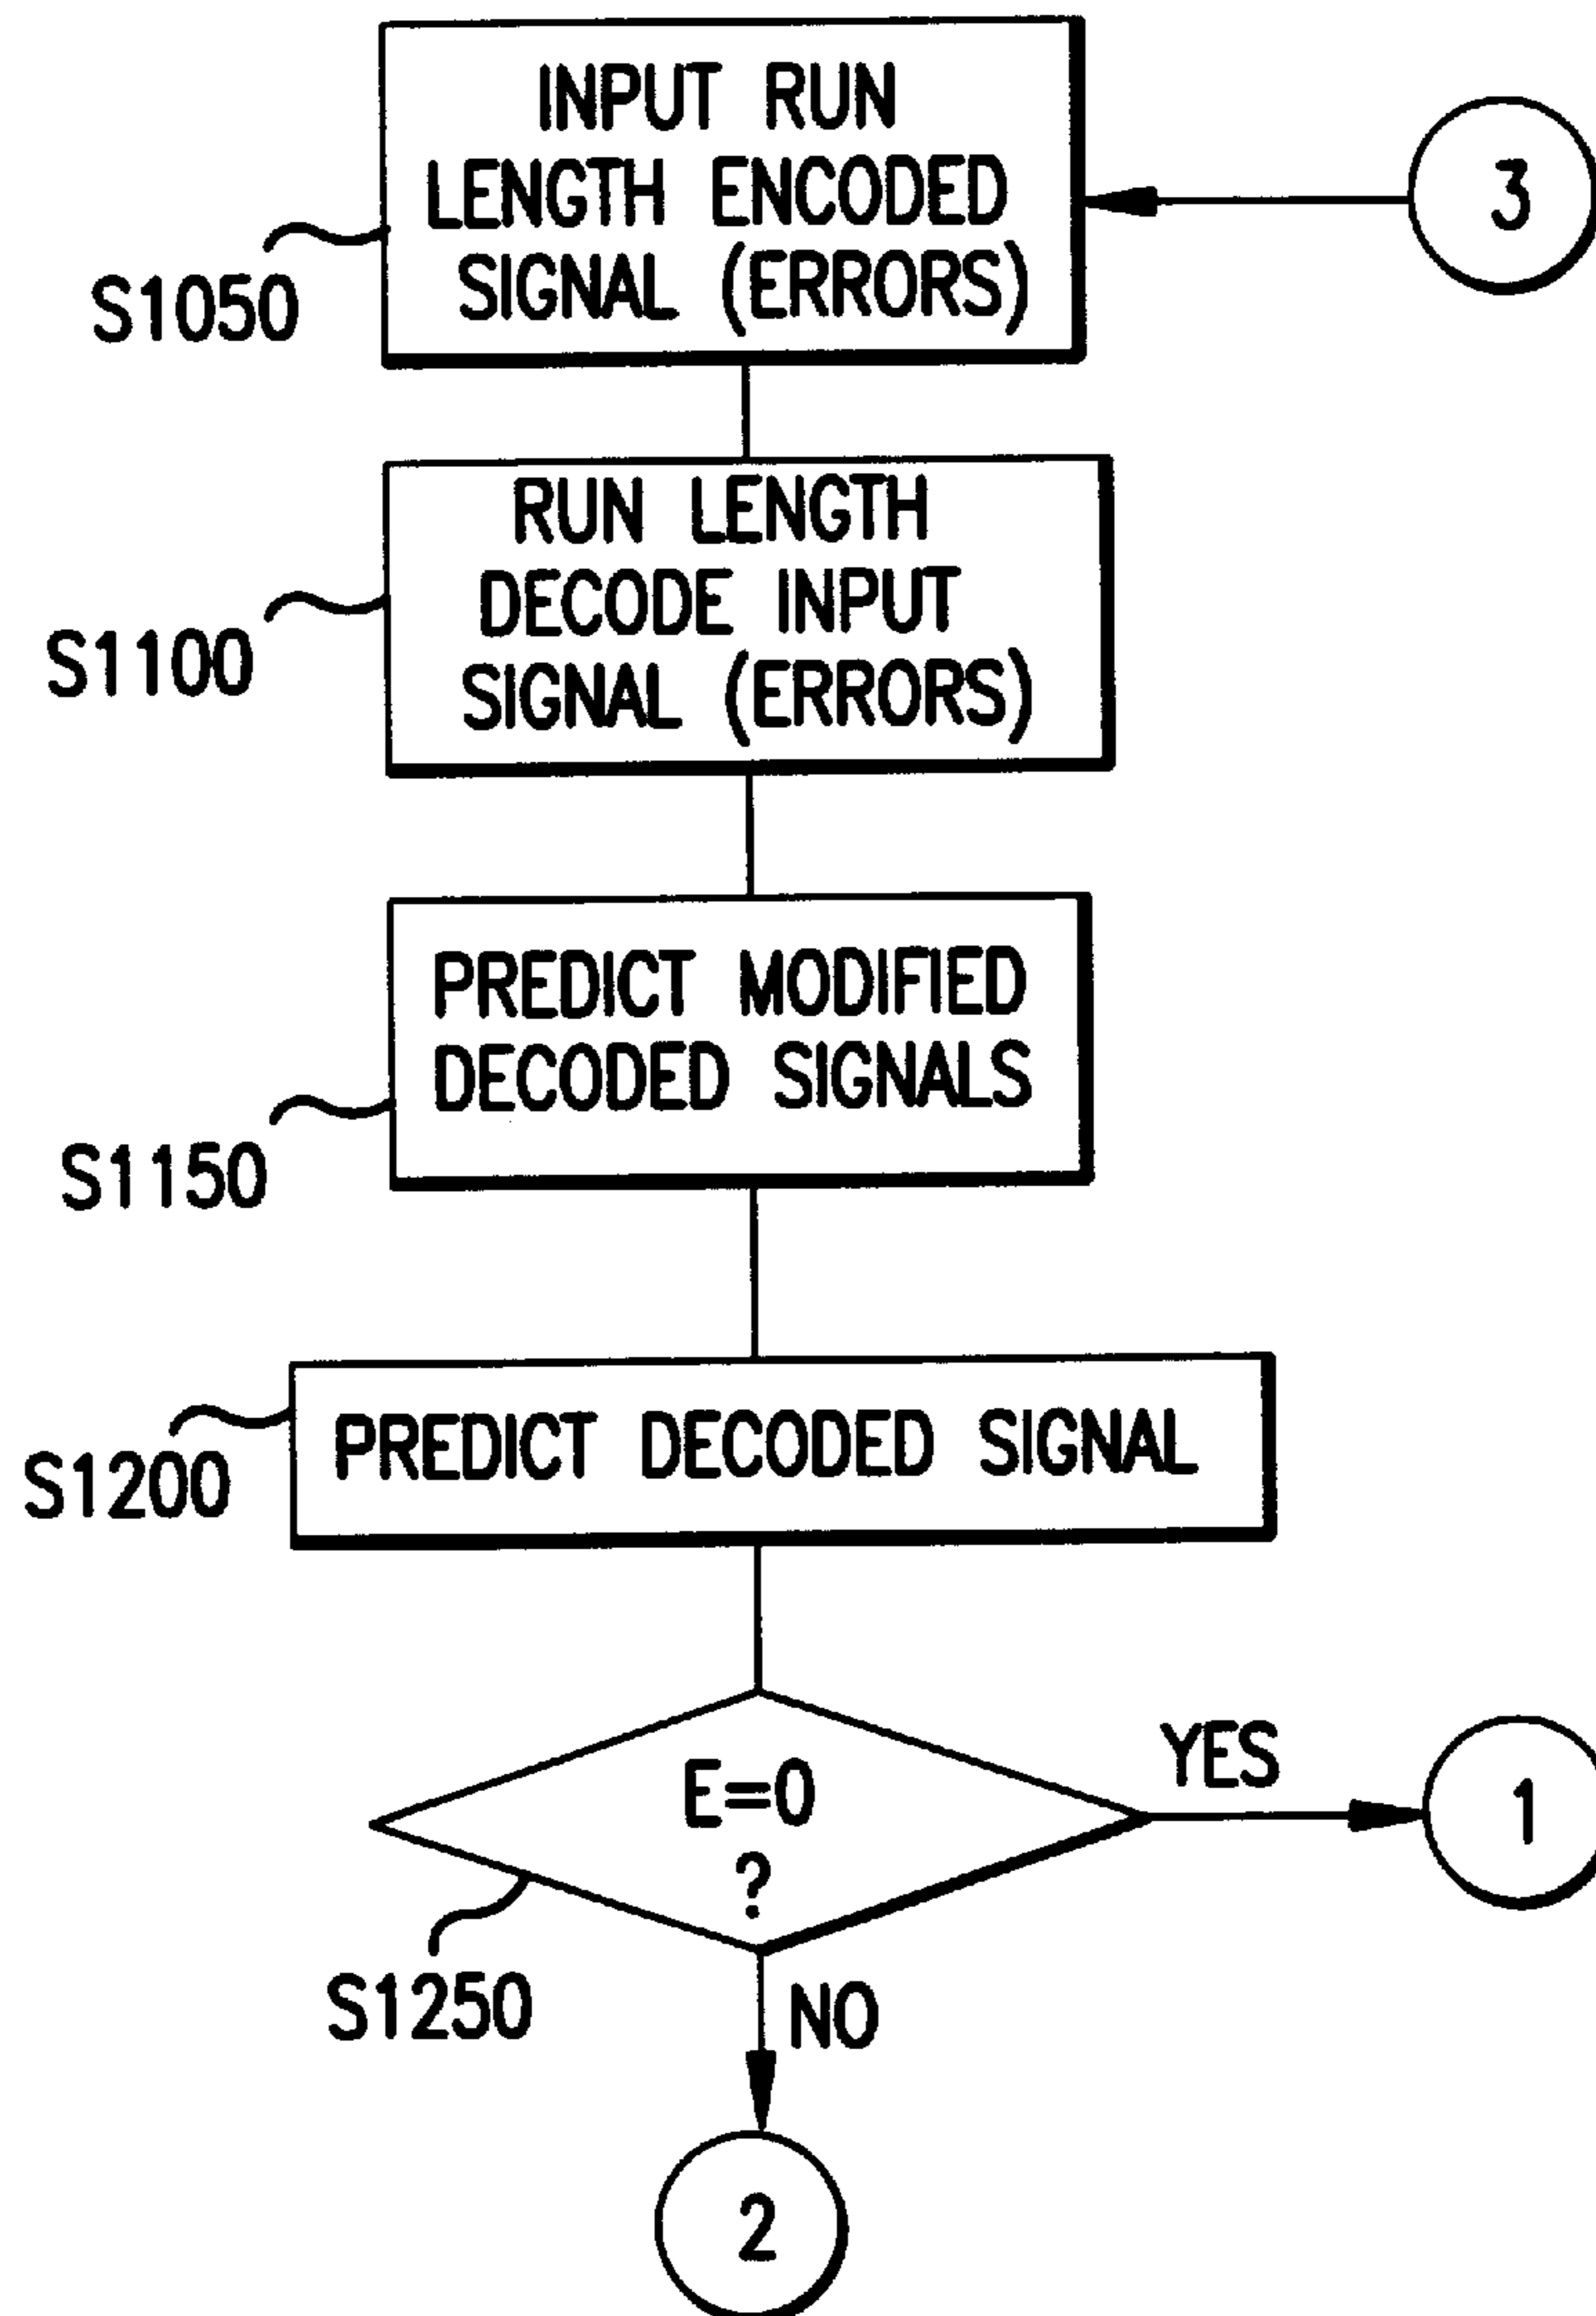 INPUT RUN
LENGTH ENCODED
SIGNAL (ERRORS)
3
S1050
RUN LENGTH
DECODE INPUT
SIGNAL (ERRORS)
S1100
PREDICT MODIFIED
DECODED SIGNALS
S1150
PREDICT DECODED SIGNAL
S1200
E=0
?
YES
1
S1250
NO
2